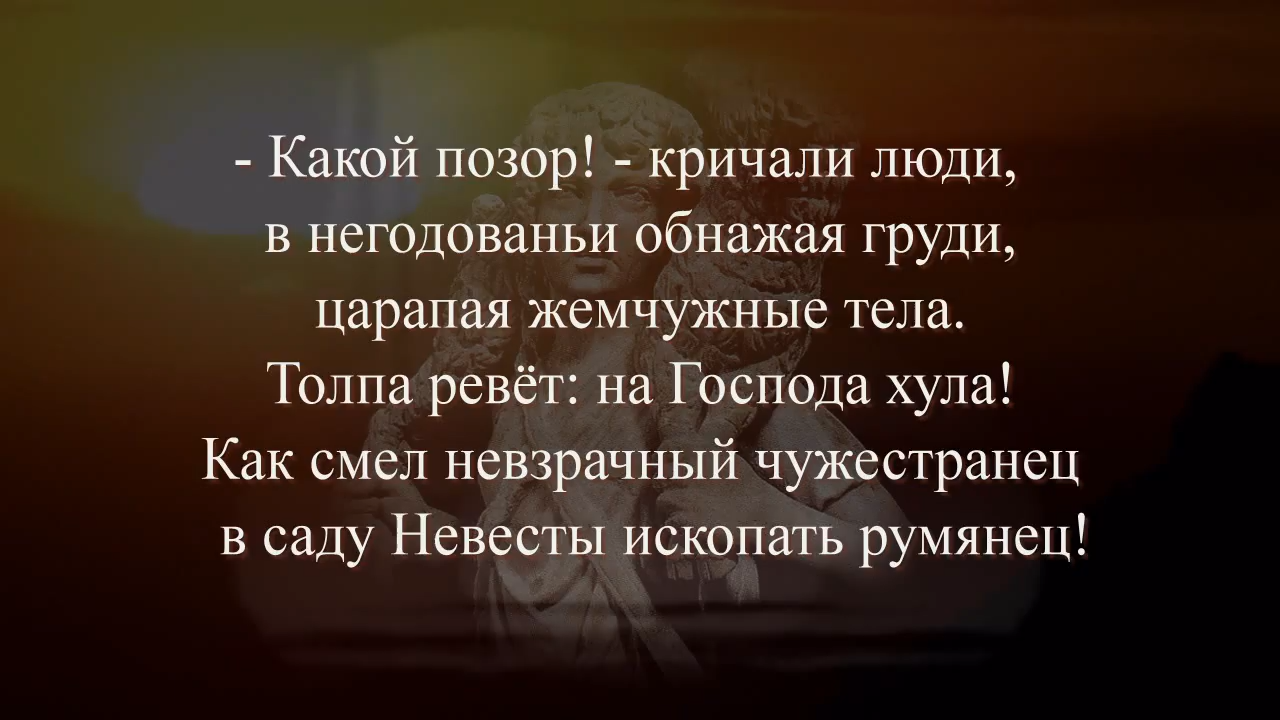 - Какой позор! - кричали люди,
в негодованьи обнажая груди,
царапая жемчужные тела.
Толпа ревёт: на Господа хула!
Как смел невзрачный чужестранец
в саду Невесты ископать румянец!